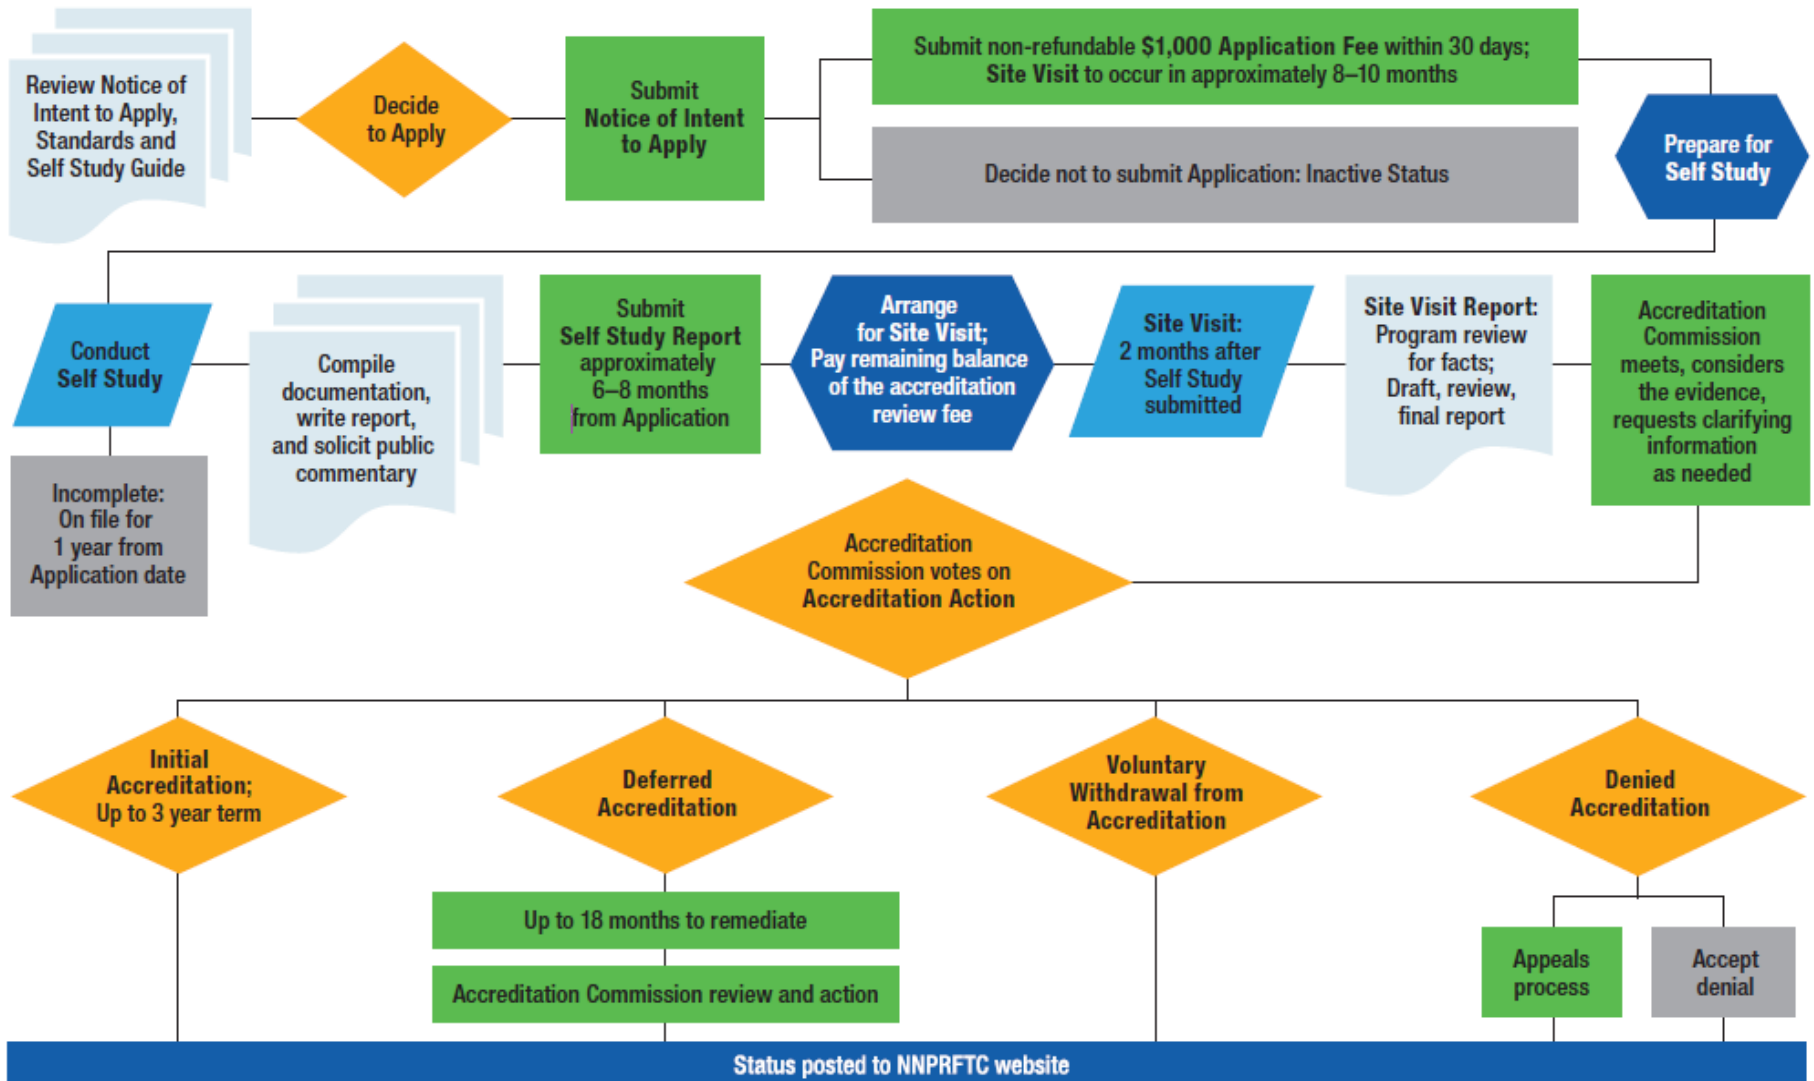 Review Notice of
Intent to Apply,
Standards and
Self Study Guide
Decide
to Apply
Submit
Notice of Intent
to Apply
Submit non-refundable $1,000 Application Fee within 30 days;
Site Visit to occur in approximately 8–10 months
Decide not to submit Application: Inactive Status
Prepare for
Self Study
Conduct
Self Study
Incomplete:
On file for
1 year from
Application date
Compile
documentation,
write report,
and solicit public
commentary
Submit
Self Study Report
approximately
6–8 months
from Application
Arrange
for Site Visit;
Pay remaining balance
of the accreditation
review fee
Site Visit:
2 months after
Self Study
submitted
Site Visit Report:
Program review
for facts;
Draft, review,
final report
Accreditation
Commission
meets, considers
the evidence,
requests clarifying
information
as needed
Accreditation
Commission votes on
Accreditation Action
Initial
Accreditation;
Up to 3 year term
Deferred
Accreditation
Voluntary
Withdrawal from
Accreditation
Denied
Accreditation
Up to 18 months to remediate
Accreditation Commission review and action
Appeals
process
Accept
denial
Status posted to NNPRFTC website